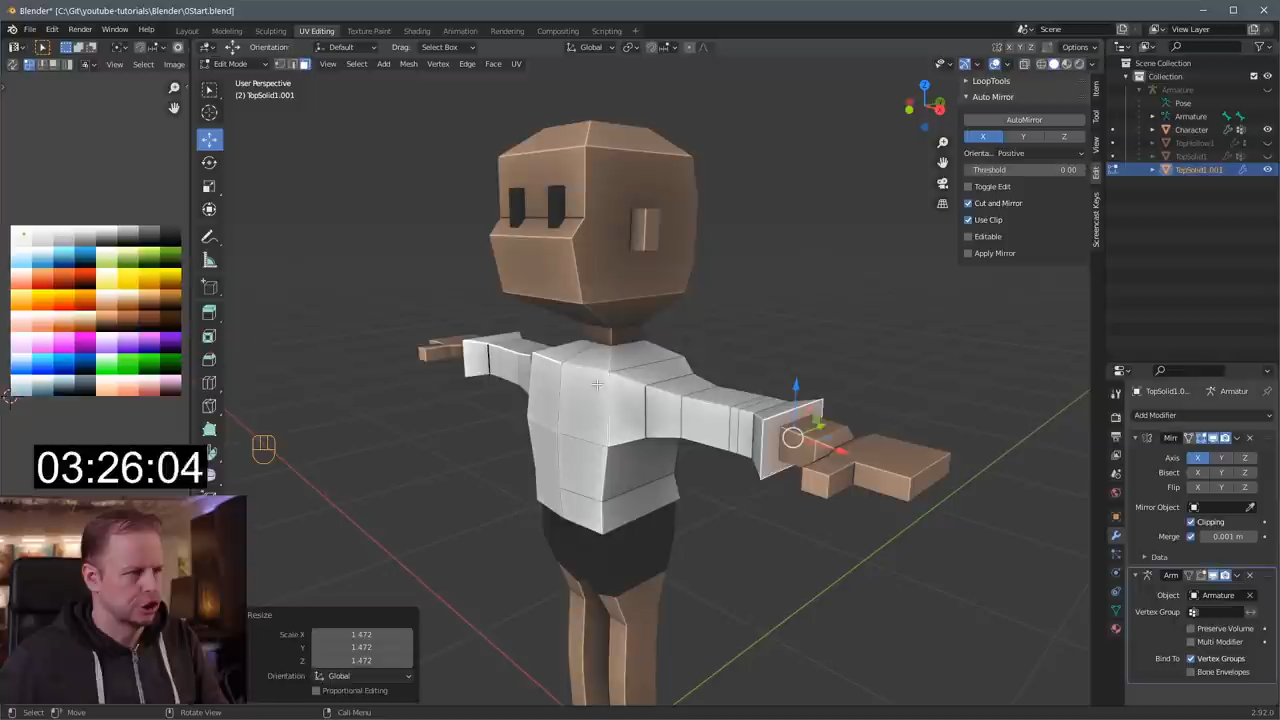 Blender* [C:\Git\youtube-tutorials\Blender\0Start.blend]
File Edit Render Window Help Layout Modeling Sculpting UV Editing Texture Paint Shading Animation Rendering Compositing Scripting + Scene View Layer
Orientation: Default Drag: Select Box Global X Y Z Options
View Select Image Edit Mode View Select Add Mesh Vertex Edge Face UV
User Perspective
(2) TopSolid1.001
LoopTools
Auto Mirror
AutoMirror
X Y Z
Orienta... Positive
Threshold 0.00
Toggle Edit
Cut and Mirror
Use Clip
Editable
Apply Mirror
Item
Tool
View
Edit
Screencast Keys
Scene Collection
Collection
Armature
Pose
Armature
Character
TopHollow1
TopSolid1
TopSolid1.001
TopSolid1.0... Armatur
Add Modifier
Mirr
Axis X Y Z
Bisect X Y Z
Flip X Y Z
Mirror Object
Clipping
Merge 0.001 m
Data
Arm
Object Armature
Vertex Group
Preserve Volume
Multi Modifier
Bind To Vertex Groups
Bone Envelopes
03:26:04
Resize
Scale X 1.472
Y 1.472
Z 1.472
Orientation Global
Proportional Editing
Select Move Rotate View Call Menu 2.92.0